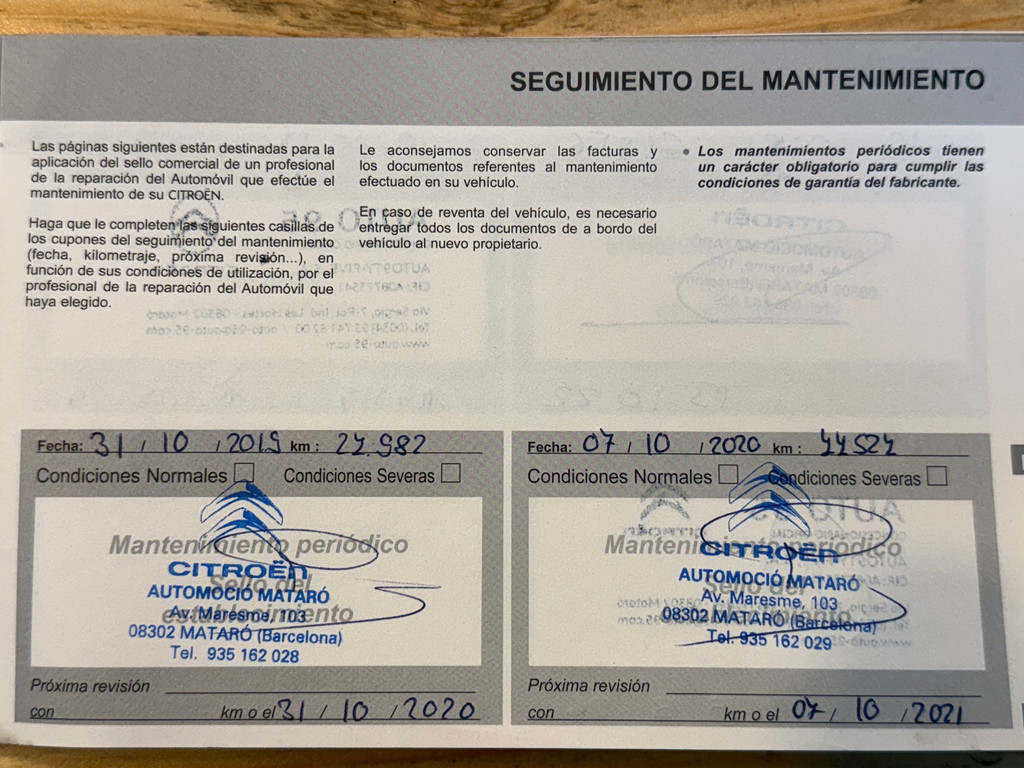 SEGUIMIENTO DEL MANTENIMIENTO
Las páginas siguientes están destinadas para la
aplicación del sello comercial de un profesional
de la reparación del Automóvil que efectúe el
mantenimiento de su CITROËN.
Haga que le completen las siguientes casillas de
los cupones del seguimiento del mantenimiento
(fecha, kilometraje, próxima revisión...), en
función de sus condiciones de utilización, por el
profesional de la reparación del Automóvil que
haya elegido.
Le aconsejamos conservar las facturas y
los documentos referentes al mantenimiento
efectuado en su vehículo.
En caso de reventa del vehículo, es necesario
entregar todos los documentos de a bordo del
vehículo al nuevo propietario.
• Los mantenimientos periódicos tienen
un carácter obligatorio para cumplir las
condiciones de garantía del fabricante.
Fecha: 31 / 10 / 2019 km :
Condiciones Normales Condiciones Severas
Mantenimiento periódico
CITROËN
Sello del
AUTOMOCIÓ MATARÓ
establecimiento
Av. Maresme, 103
08302 MATARÓ (Barcelona)
Tel. 935 162 028
Próxima revisión
con km o el 31 / 10 / 2020
Fecha: 07 / 10 / 2020 km :
Condiciones Normales Condiciones Severas
Mantenimiento periódico
CITROËN
Sello del
AUTOMOCIÓ MATARÓ
Av. Maresme, 103
establecimiento
08302 MATARÓ (Barcelona)
Tel. 935 162 029
Próxima revisión
con km o el 07 / 10 / 2021